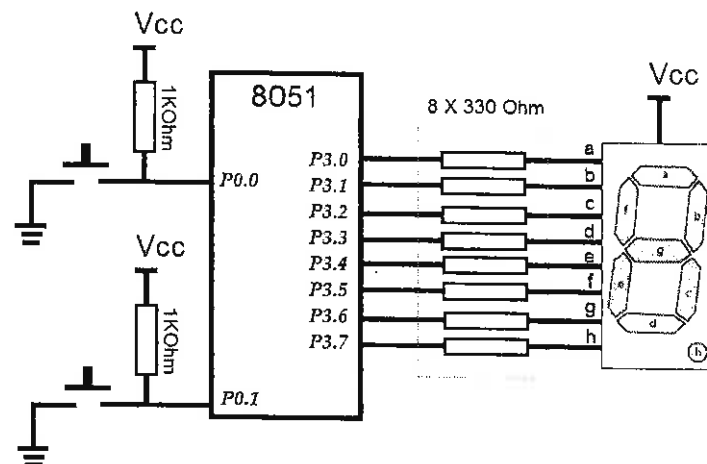 Vcc
1KOhm
P0.0
Vcc
1KOhm
P0.1
8051
P3.0
P3.1
P3.2
P3.3
P3.4
P3.5
P3.6
P3.7
8 X 330 Ohm
a
b
c
d
e
f
g
h
Vcc
a
f
b
g
e
c
d
h